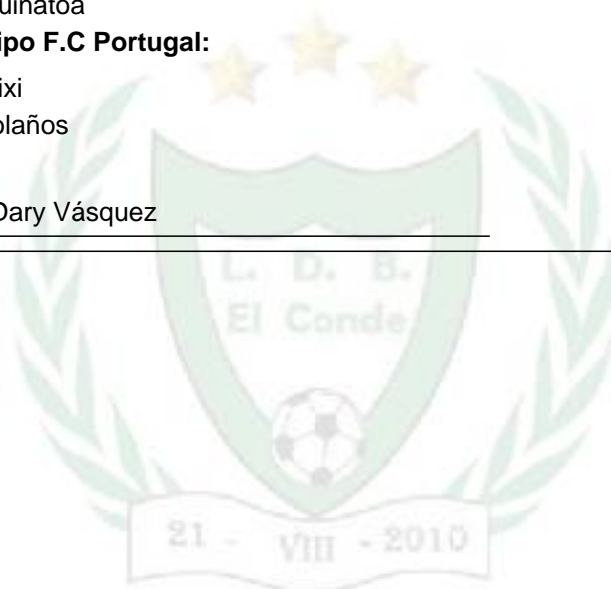 uinatoa
ipo F.C Portugal:
ixi
olaños
Dary Vásquez
L. D. B.
El Conde
21 - VIII - 2010